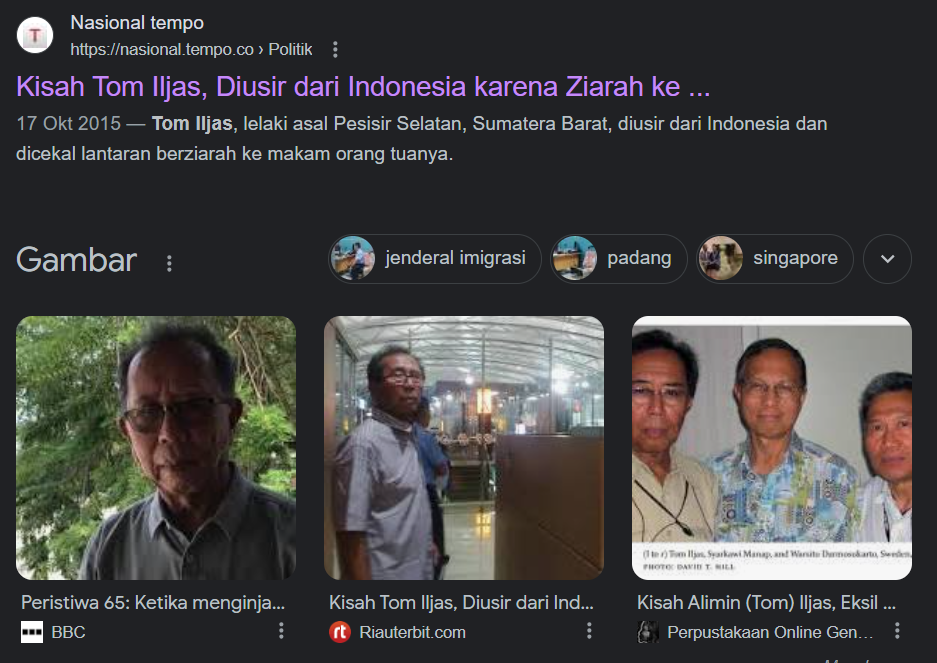 T
Nasional tempo
https://nasional.tempo.co › Politik
Kisah Tom Iljas, Diusir dari Indonesia karena Ziarah ke ...
17 Okt 2015 — Tom Iljas, lelaki asal Pesisir Selatan, Sumatera Barat, diusir dari Indonesia dan
dicekal lantaran berziarah ke makam orang tuanya.
Gambar
jenderal imigrasi
padang
singapore
(l to r) Tom Iljas, Syarkawi Manap, and Warsito Darmosukarto, Sweden,
PHOTO: DAVID T. HILL
Peristiwa 65: Ketika menginja...
Kisah Tom Iljas, Diusir dari Ind...
Kisah Alimin (Tom) Iljas, Eksil ...
BBC
rt Riauterbit.com
Perpustakaan Online Gen...